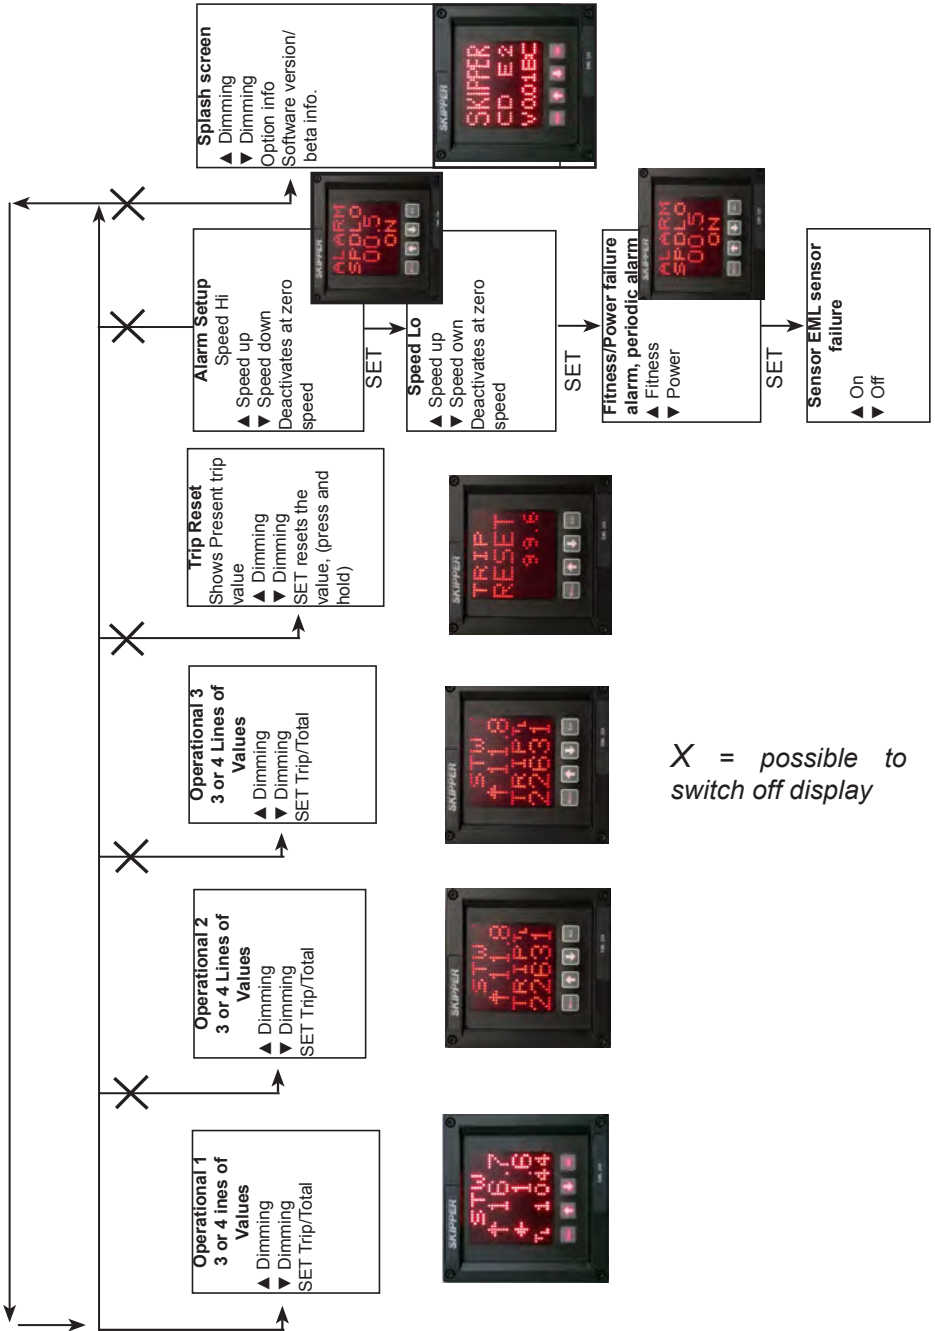 Operational 1
3 or 4 ines of
Values
▲ Dimming
▼ Dimming
SET Trip/Total
SKIPPER
STW
↑16.7
1.6
1044
Operational 2
3 or 4 Lines of
Values
▲ Dimming
▼ Dimming
SET Trip/Total
SKIPPER
STW
↑11.8
TRIP
22631
Operational 3
3 or 4 Lines of
Values
▲ Dimming
▼ Dimming
SET Trip/Total
SKIPPER
STW
↑11.8
TRIP
22631
Trip Reset
Shows Present trip
value
▲ Dimming
▼ Dimming
SET resets the
value, (press and
hold)
SKIPPER
TRIP
RESET
99.6
Alarm Setup
Speed Hi
▲ Speed up
▼ Speed down
Deactivates at zero
speed
SKIPPER
ALARM
SPDLO
00.5
ON
SET
Speed Lo
▲ Speed up
▼ Speed own
Deactivates at zero
speed
SET
Fitness/Power failure
alarm, periodic alarm
▲ Fitness
▼ Power
SKIPPER
ALARM
SPDLO
00.5
ON
SET
Sensor EML sensor
failure
▲ On
▼ Off
Splash screen
▲ Dimming
▼ Dimming
Option info
Software version/
beta info.
SKIPPER
SKIPPER
CD E2
V001BC
X = possible to
switch off display